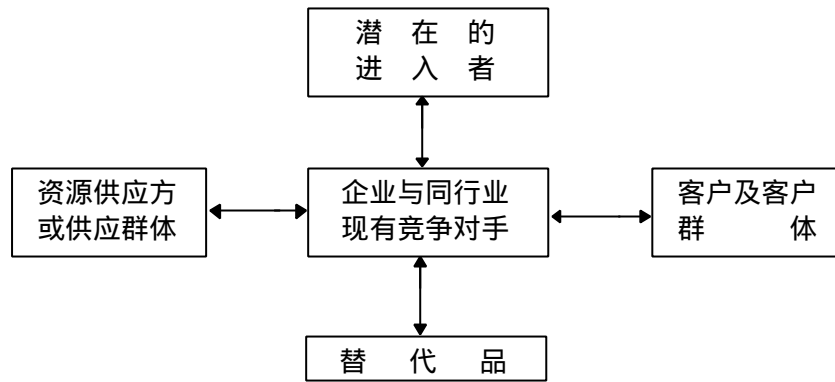 潜在的
进入者
资源供应方
或供应群体
企业与同行业
现有竞争对手
客户及客户
群体
替代品